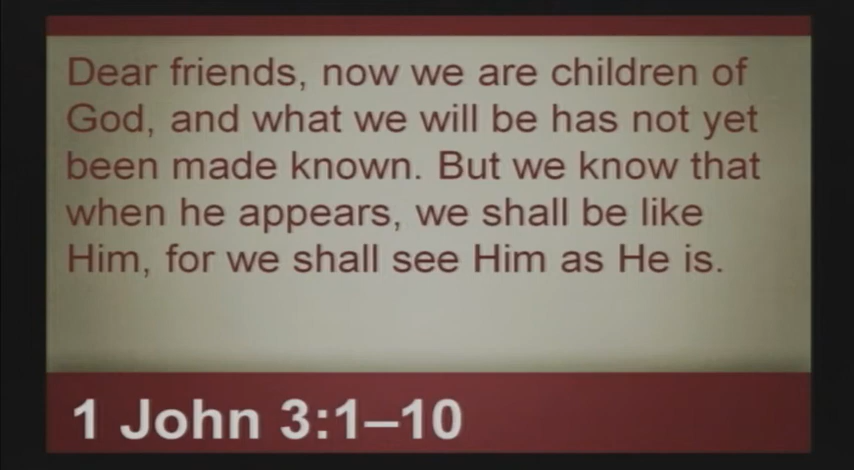 Dear friends, now we are children of
God, and what we will be has not yet
been made known. But we know that
when he appears, we shall be like
Him, for we shall see Him as He is.
1 John 3:1–10